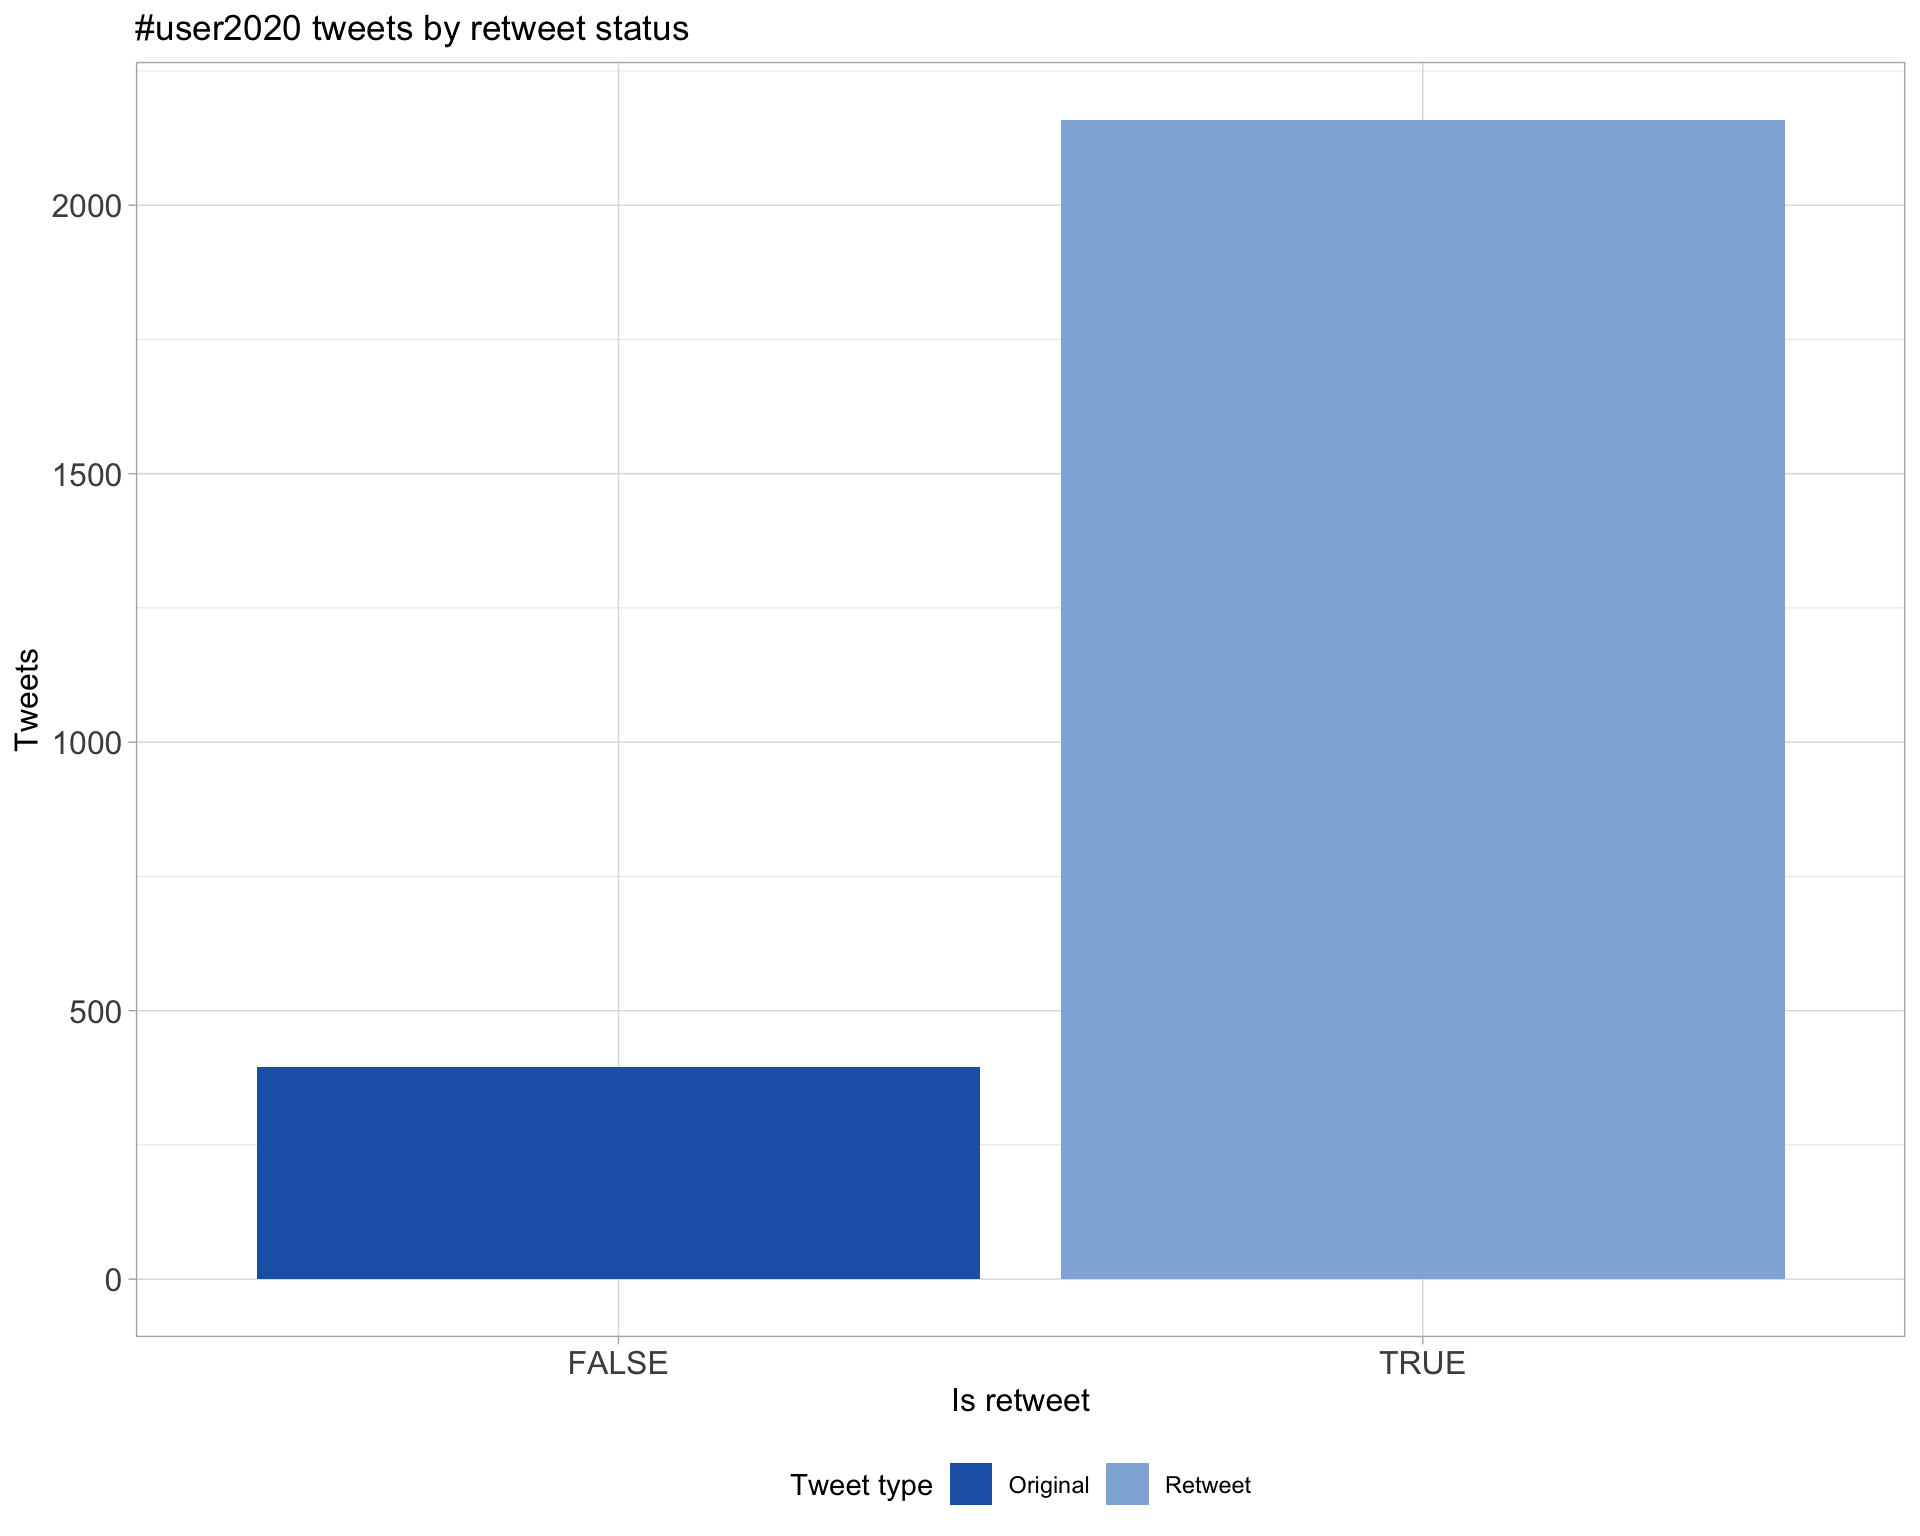 #user2020 tweets by retweet status
2000
1500
1000
500
0
Tweets
FALSE TRUE
Is retweet
Tweet type Original Retweet